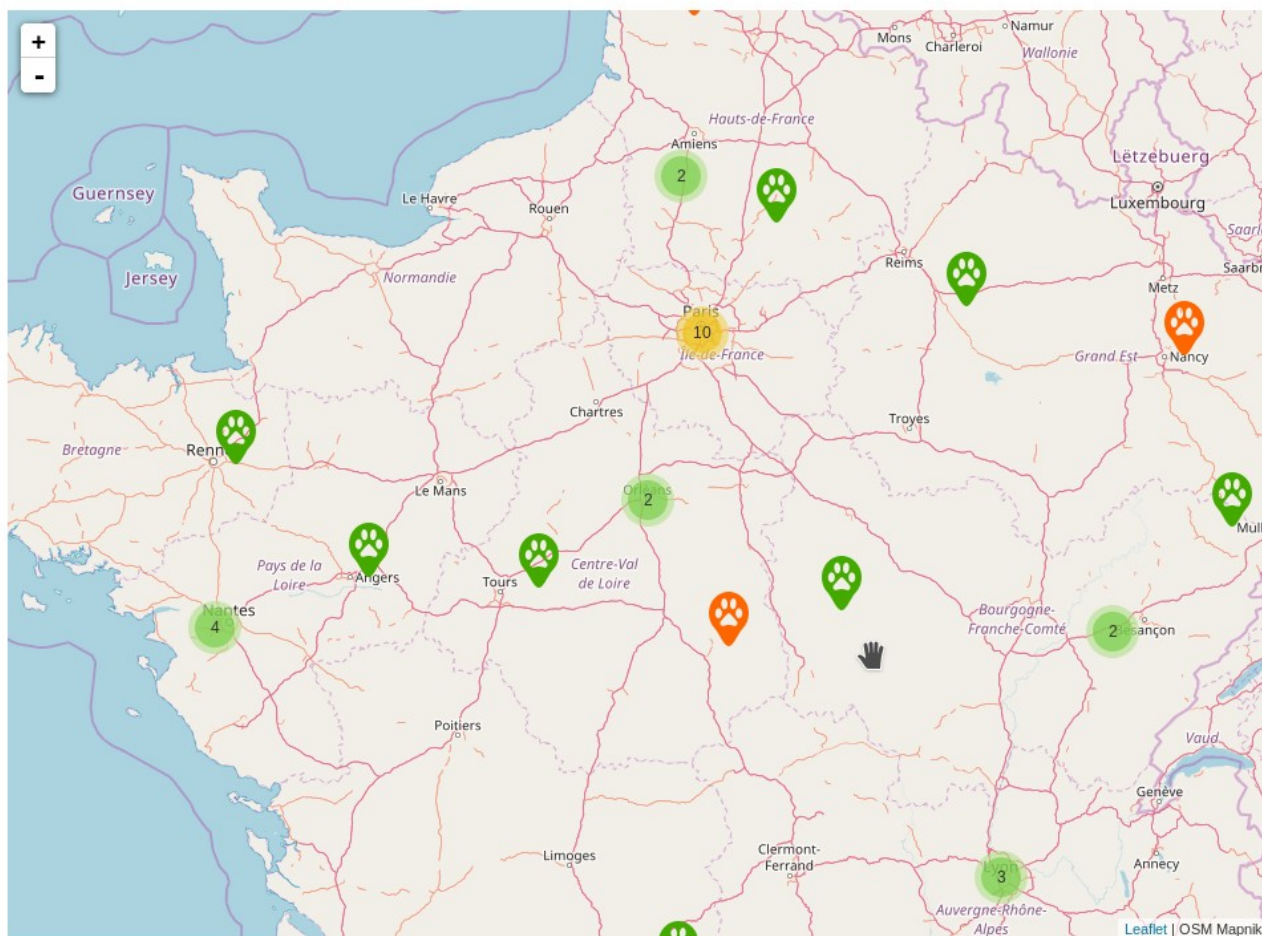 +
-
Namur
Mons
Charleroi
Wallonie
Hauts-de-France
Amiens
2
Lëtzebuerg
Luxembourg
Guernsey
Le Havre
Rouen
Jersey
Normandie
Reims
Metz
Paris
10
Île-de-France
Grand Est
Nancy
Chartres
Troyes
Bretagne
Le Mans
Orléans
2
Pays de la
Loire
Angers
Tours
Centre-Val
de Loire
Nantes
4
Bourgogne-
Franche-Comté
2
Besançon
Poitiers
Vaud
Genève
Limoges
Clermont-
Ferrand
Lyon
3
Annecy
Auvergne-Rhône-
Alpes
Leaflet | OSM Mapnik